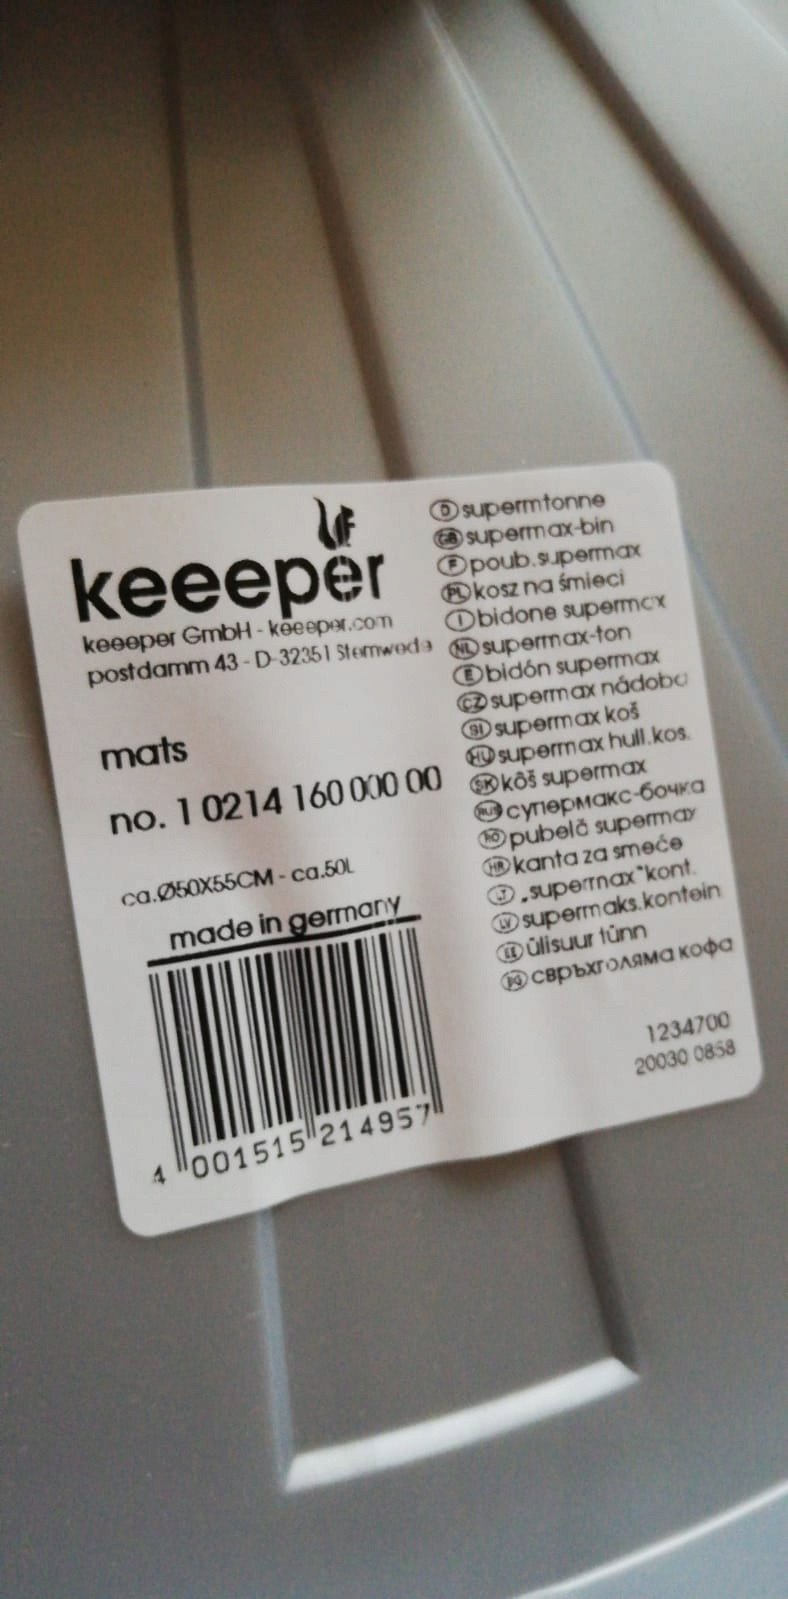 keeeper
keeeper GmbH - keeeper.com
postdamm 43 - D-32351 Stemwede
mats
no. 1 0214 160 000 00
ca.Ø50X55CM - ca.50L
made in germany
4 001515 214957
D supermtonne
GB supermax-bin
F poub.supermax
PL kosz na śmieci
I bidone supermax
NL supermax-ton
E bidón supermax
CZ supermax nádoba
SI supermax koš
HU supermax hull.kos.
SK kôš supermax
RUS супермакс-бочка
RO pubelă supermax
HR kanta za smeće
LT „supermax“kont.
LV supermaks.kontein
EE ülisuur tünn
BG свръхголяма кофа
1234700
20030 0858